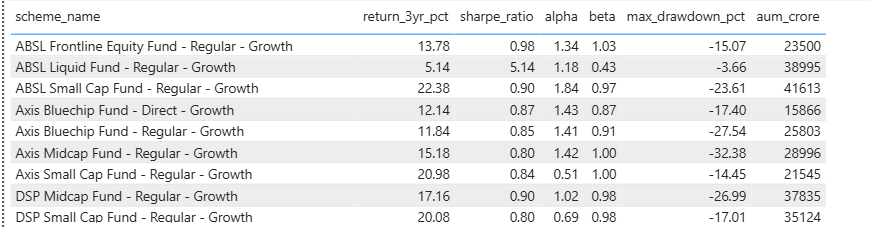 scheme_name return_3yr_pct sharpe_ratio alpha beta max_drawdown_pct aum_crore
ABSL Frontline Equity Fund - Regular - Growth 13.78 0.98 1.34 1.03 -15.07 23500
ABSL Liquid Fund - Regular - Growth 5.14 5.14 1.18 0.43 -3.66 38995
ABSL Small Cap Fund - Regular - Growth 22.38 0.90 1.84 0.97 -23.61 41613
Axis Bluechip Fund - Direct - Growth 12.14 0.87 1.43 0.87 -17.40 15866
Axis Bluechip Fund - Regular - Growth 11.84 0.85 1.41 0.91 -27.54 25803
Axis Midcap Fund - Regular - Growth 15.18 0.80 1.42 1.00 -32.38 28996
Axis Small Cap Fund - Regular - Growth 20.98 0.84 0.51 1.00 -14.45 21545
DSP Midcap Fund - Regular - Growth 17.16 0.90 1.02 0.98 -26.99 37835
DSP Small Cap Fund - Regular - Growth 20.08 0.80 0.69 0.98 -17.01 35124